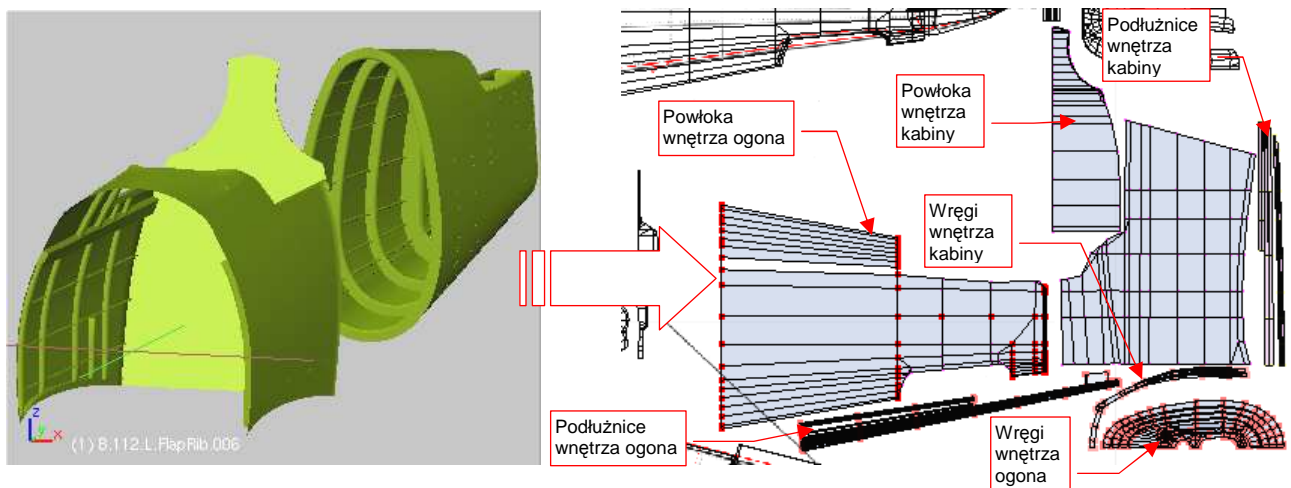 Podłużnice
wnętrza
kabiny
Powłoka
wnętrza
kabiny
Powłoka
wnętrza ogona
Wręgi
wnętrza
kabiny
Podłużnice
wnętrza ogona
Wręgi
wnętrza
ogona
z
y
x
(1) B.112.L.FlapRib.006